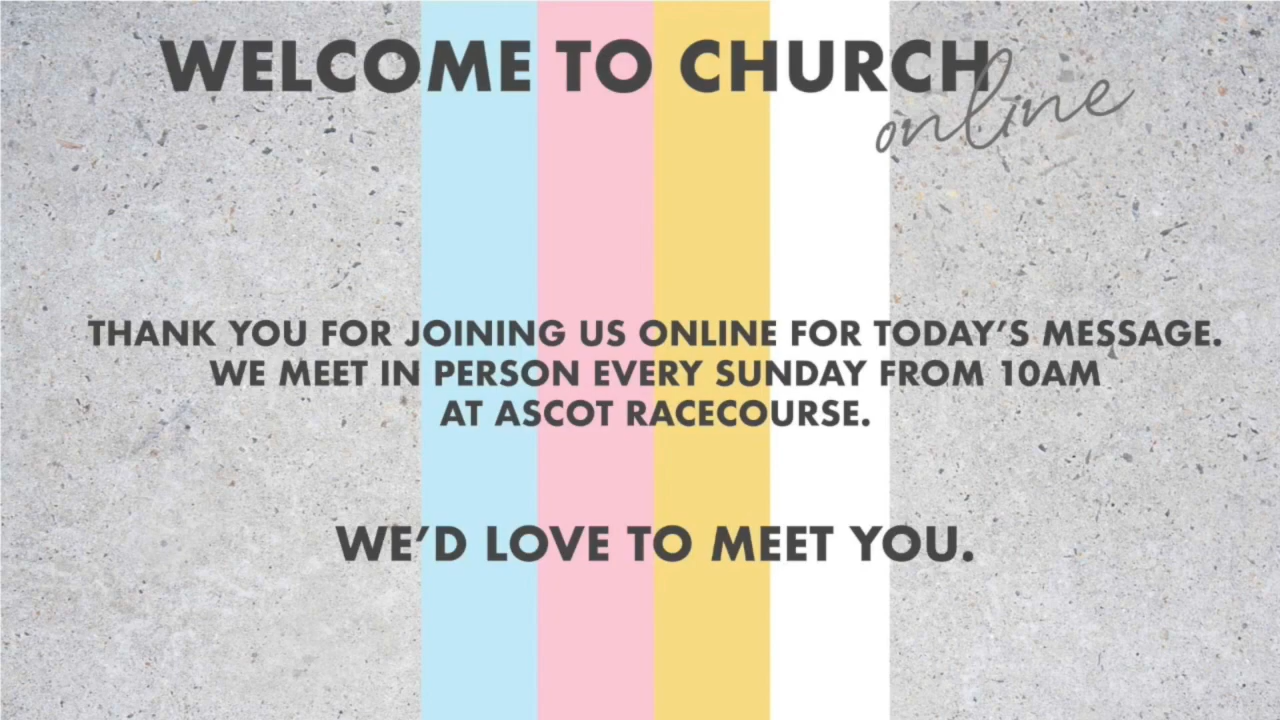 WELCOME TO CHURCH
online
THANK YOU FOR JOINING US ONLINE FOR TODAY'S MESSAGE.
WE MEET IN PERSON EVERY SUNDAY FROM 10AM
AT ASCOT RACECOURSE.
WE'D LOVE TO MEET YOU.